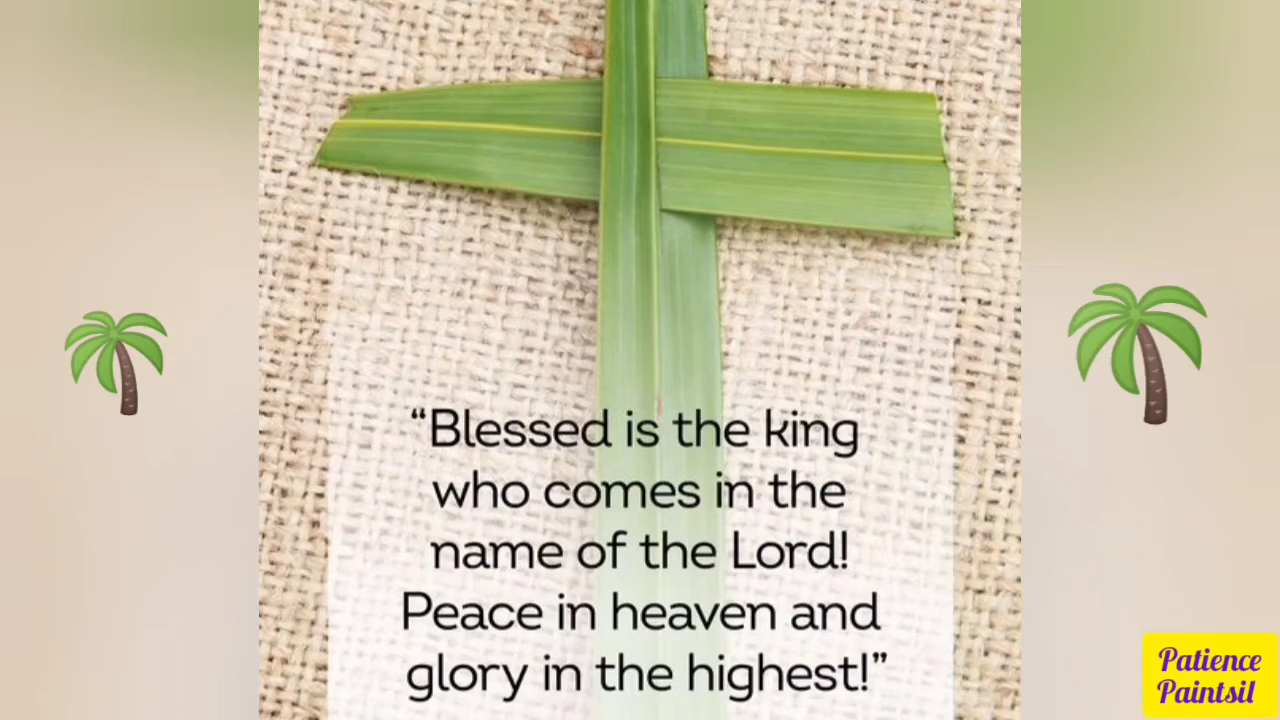 “Blessed is the king
who comes in the
name of the Lord!
Peace in heaven and
glory in the highest!”
Patience
Paintsil